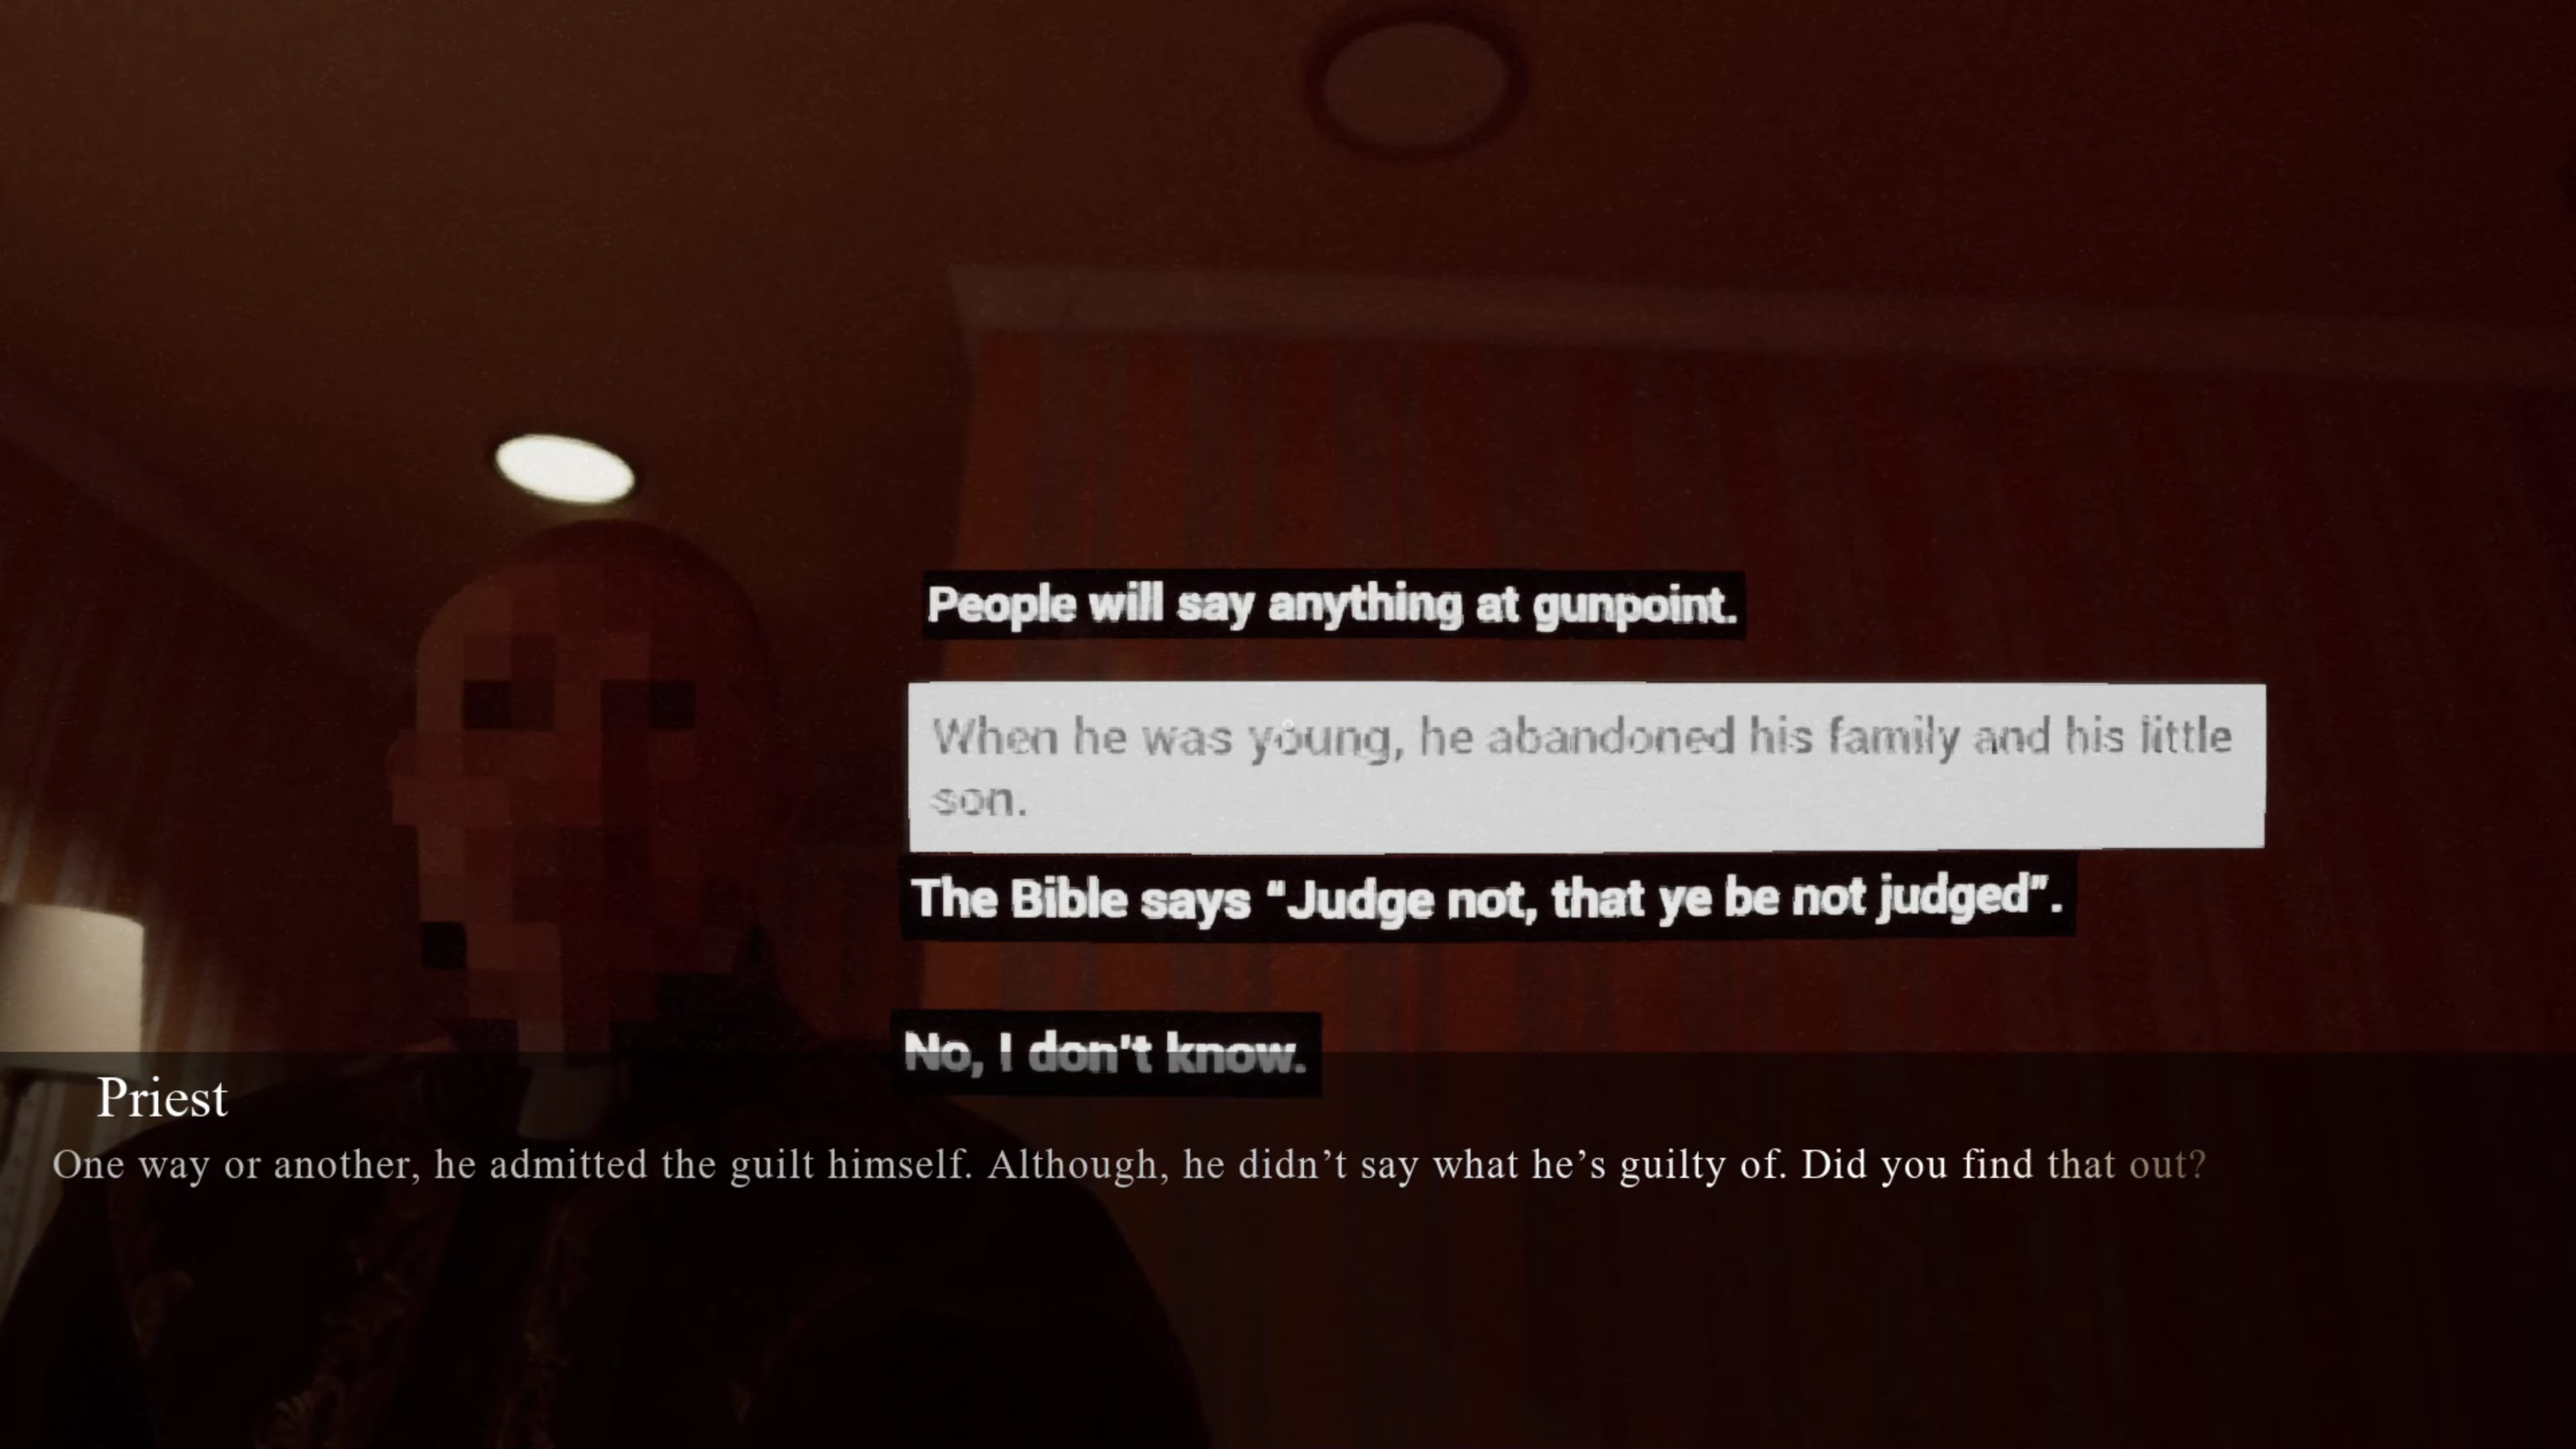 People will say anything at gunpoint.
When he was young, he abandoned his family and his little
son.
The Bible says “Judge not, that ye be not judged”.
No, I don't know.
Priest
One way or another, he admitted the guilt himself. Although, he didn’t say what he’s guilty of. Did you find that out?